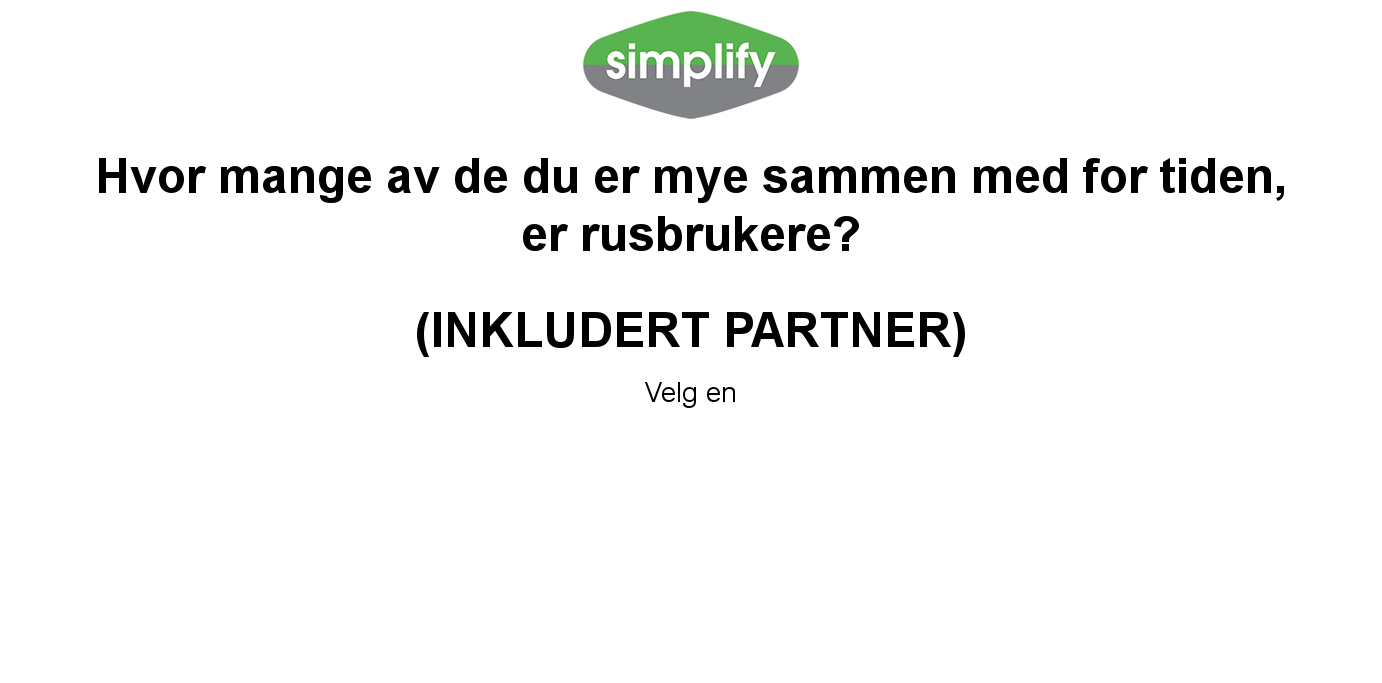 simplify
Hvor mange av de du er mye sammen med for tiden,
er rusbrukere?
(INKLUDERT PARTNER)
Velg en